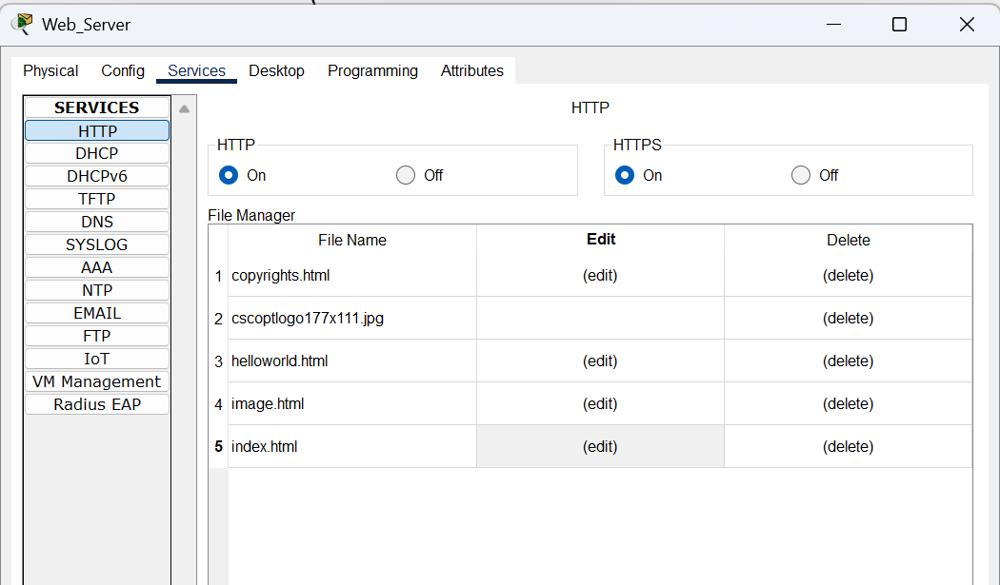 Web_Server
Physical Config Services Desktop Programming Attributes
SERVICES
HTTP
DHCP
DHCPv6
TFTP
DNS
SYSLOG
AAA
NTP
EMAIL
FTP
IoT
VM Management
Radius EAP
HTTP
HTTP
On Off
HTTPS
On Off
File Manager
File Name Edit Delete
1 copyrights.html (edit) (delete)
2 cscoptlogo177x111.jpg (delete)
3 helloworld.html (edit) (delete)
4 image.html (edit) (delete)
5 index.html (edit) (delete)